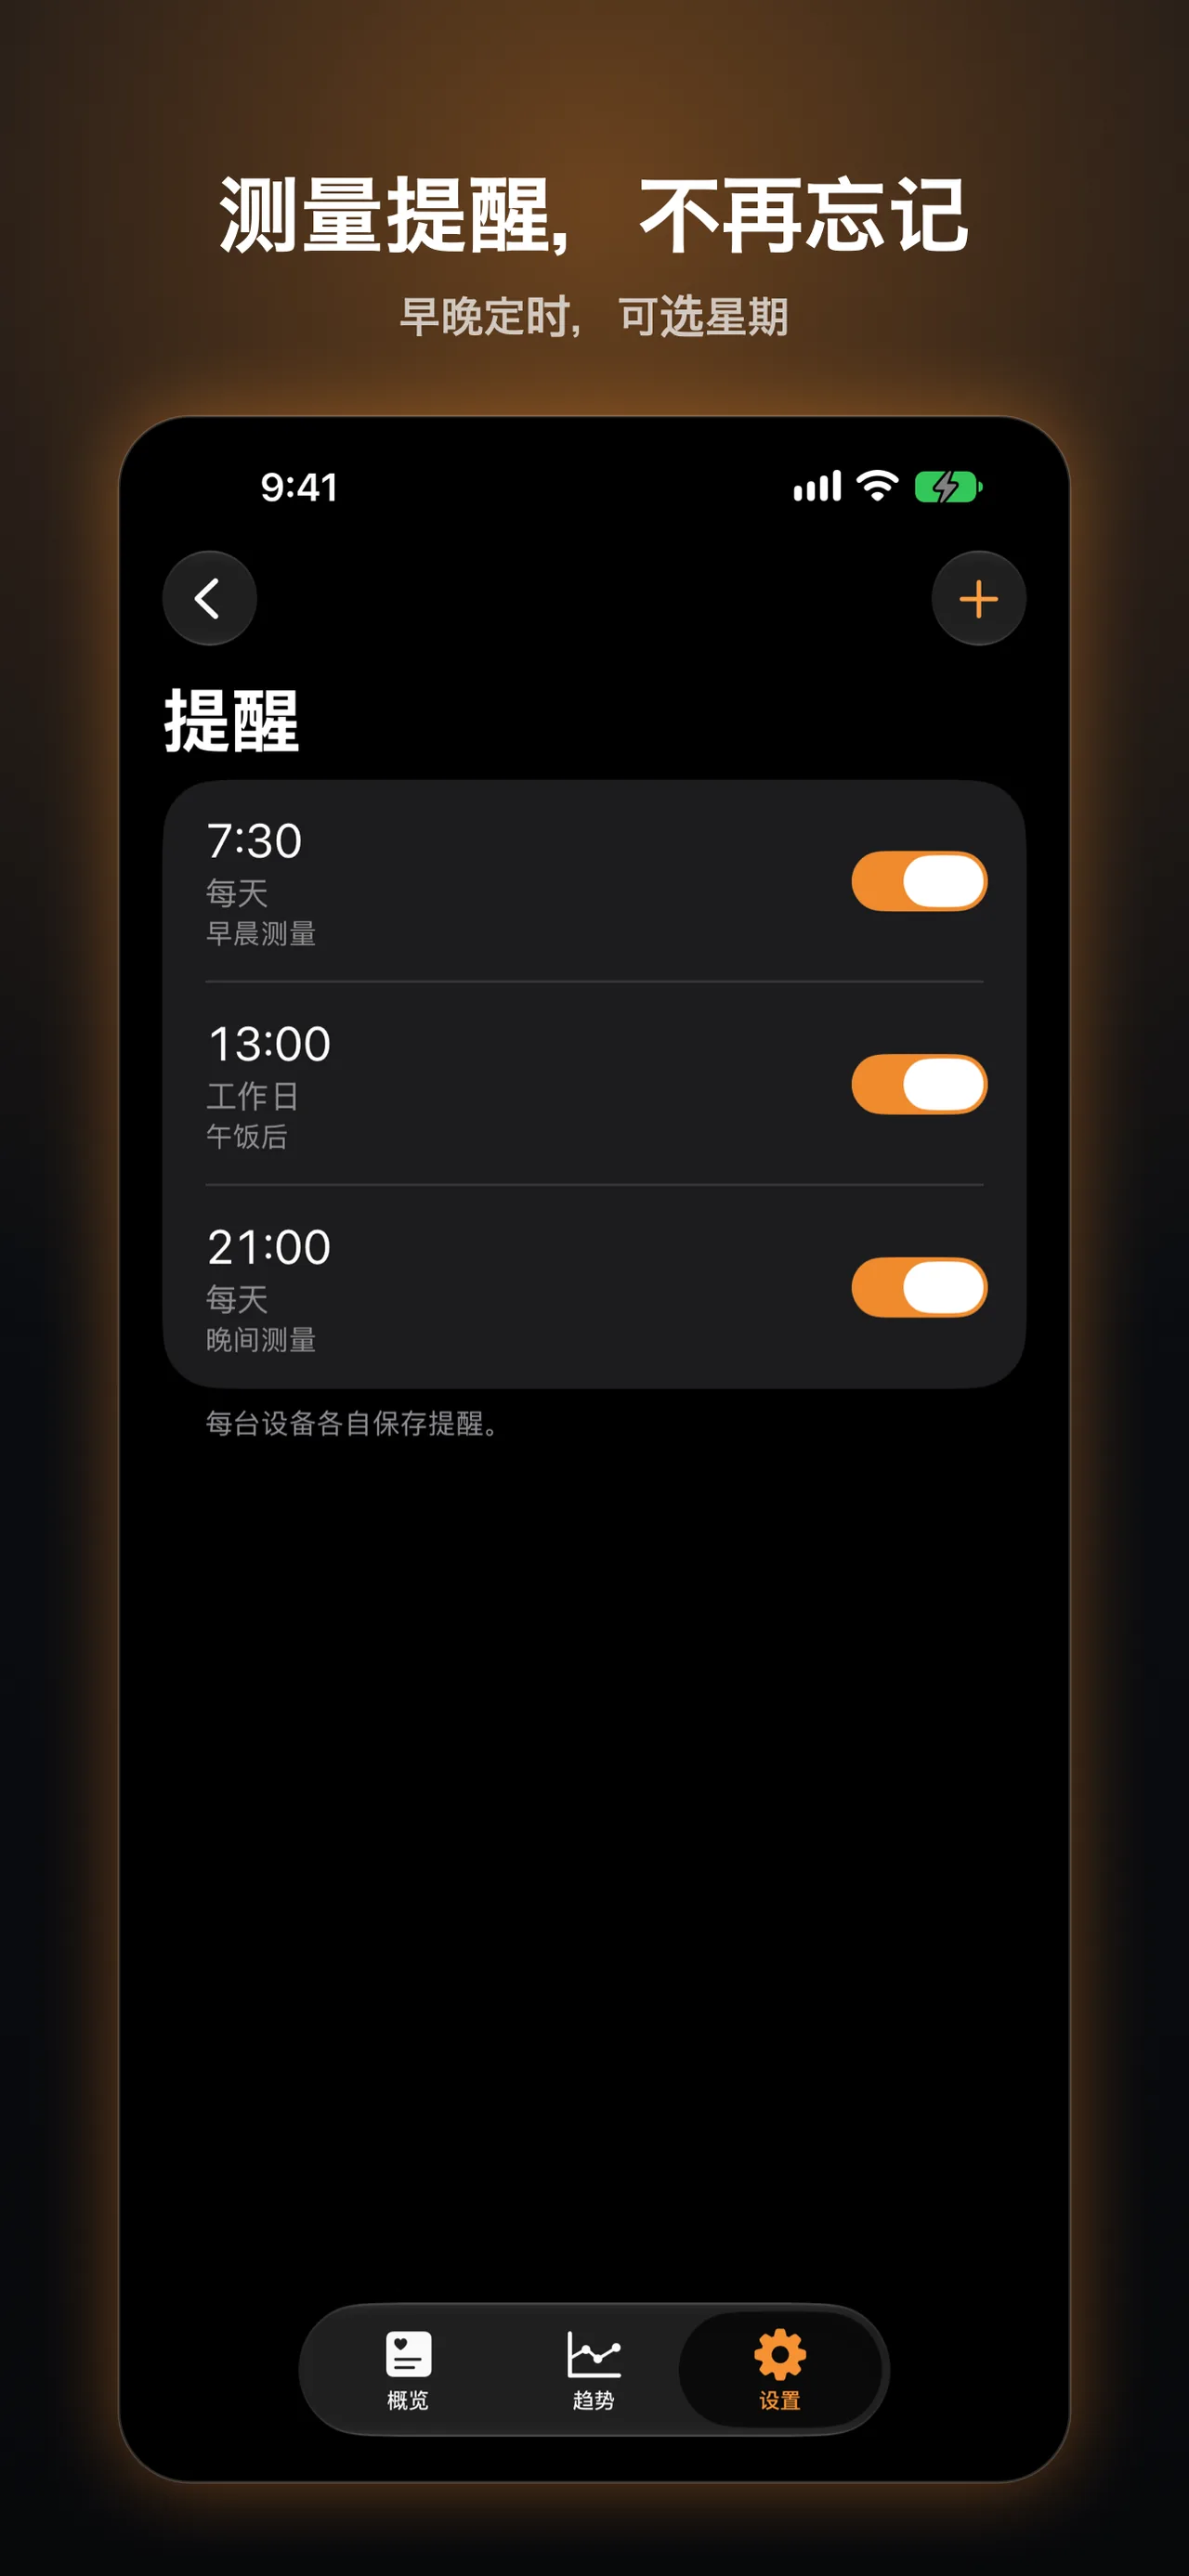 测量提醒，不再忘记
早晚定时，可选星期
9:41
提醒
7:30
每天
早晨测量
13:00
工作日
午饭后
21:00
每天
晚间测量
每台设备各自保存提醒。
概览
趋势
设置